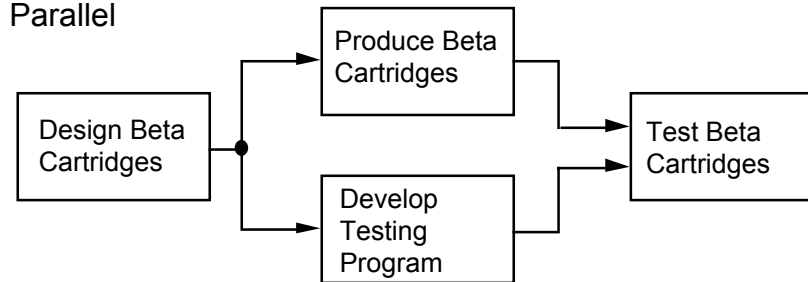 Parallel
Produce Beta
Cartridges
Design Beta
Cartridges
Test Beta
Cartridges
Develop
Testing
Program